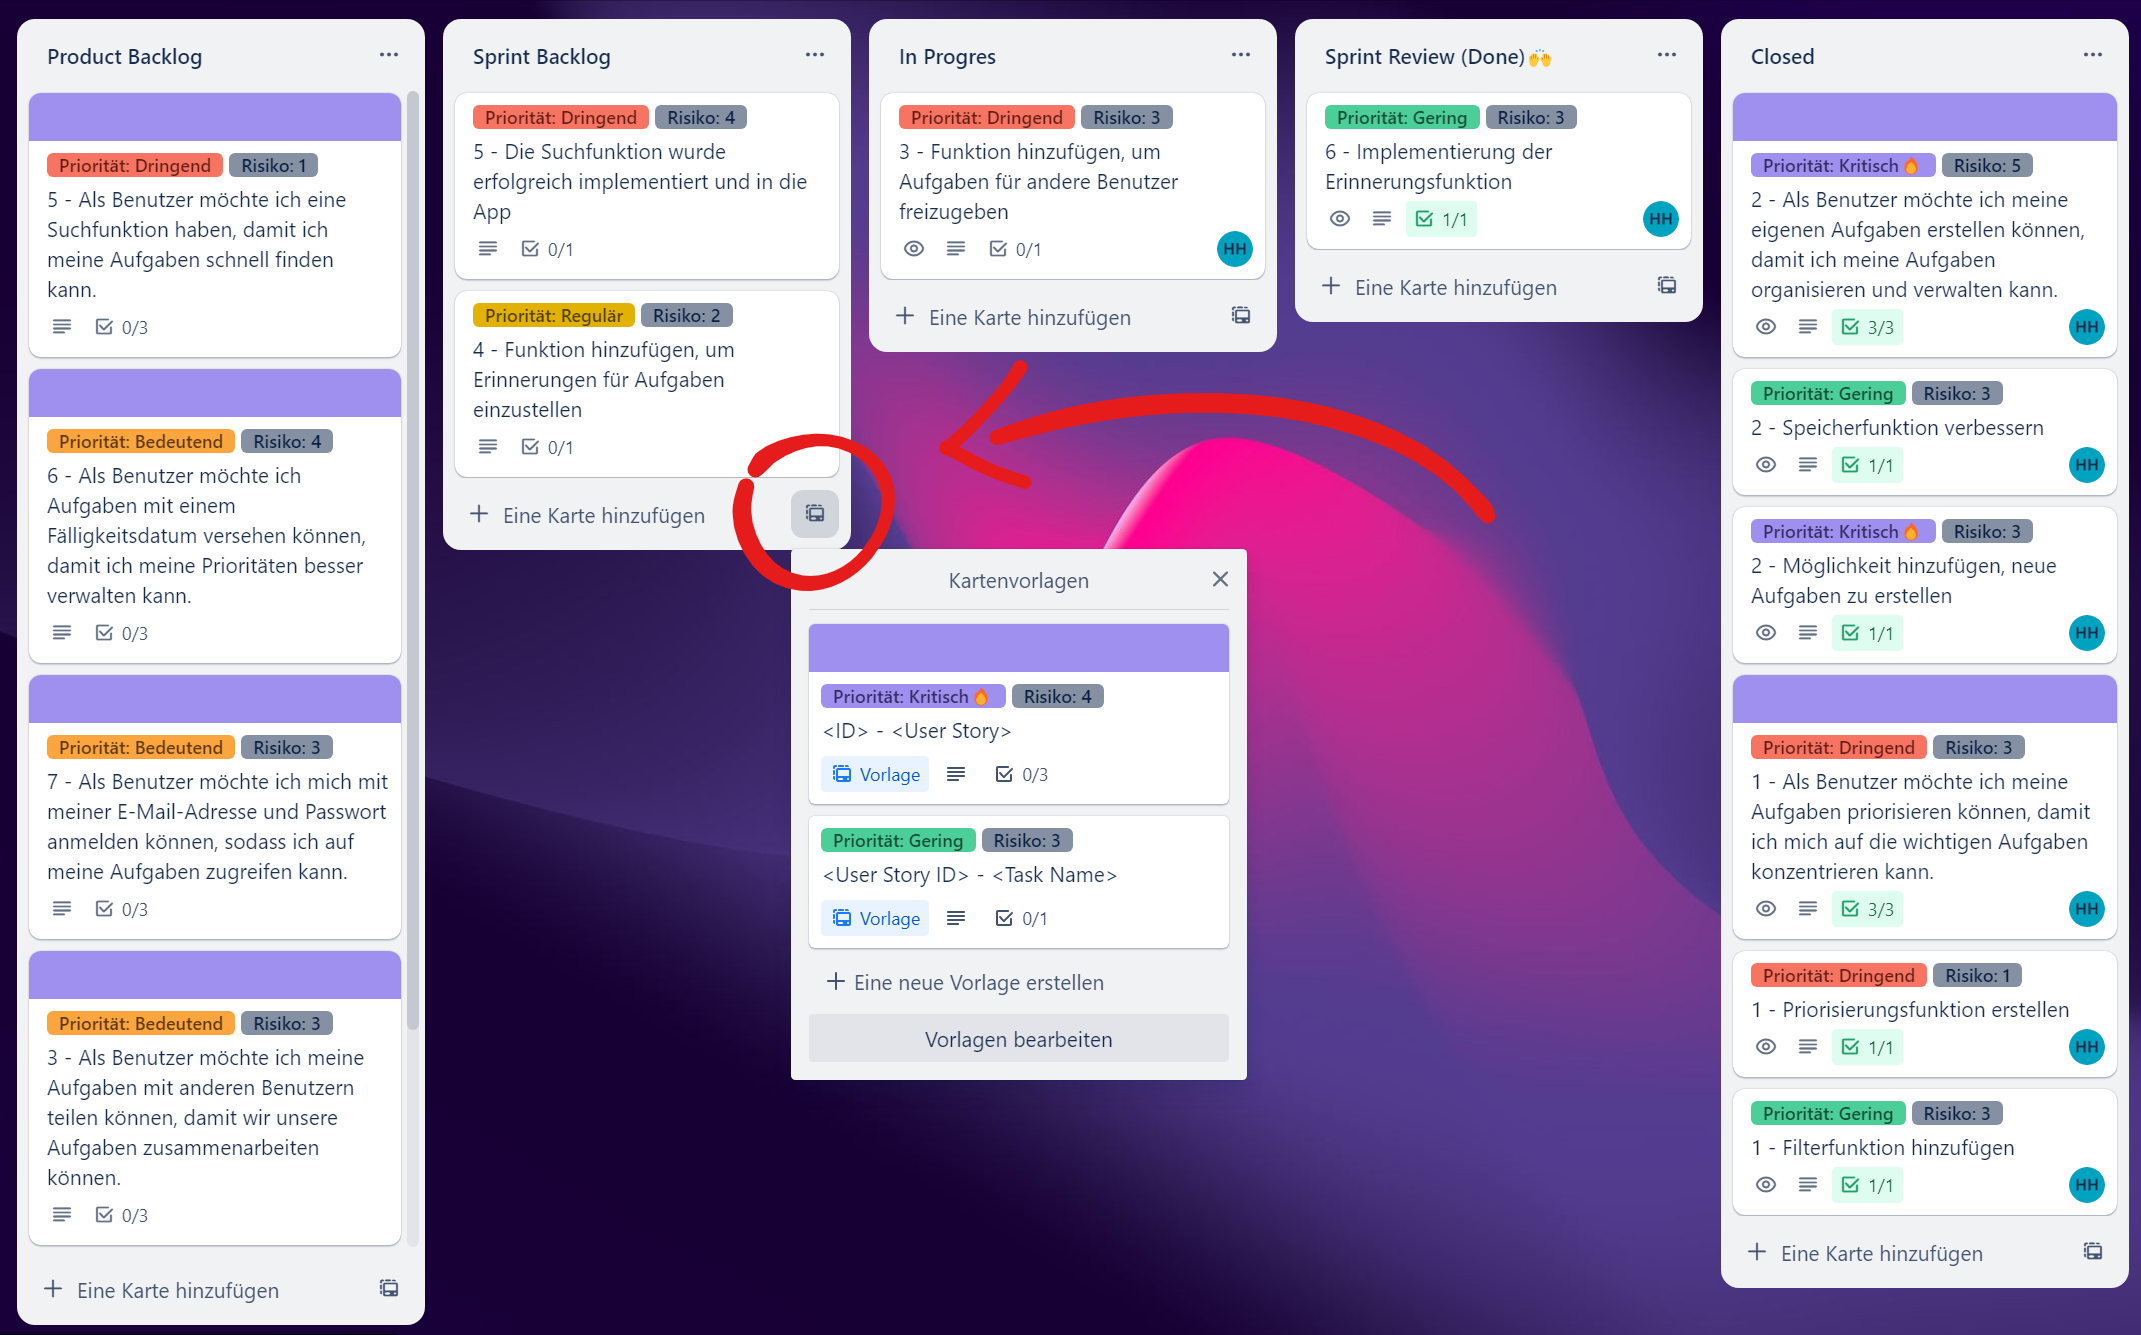 Product Backlog
Priorität: Dringend Risiko: 1
5 - Als Benutzer möchte ich eine
Suchfunktion haben, damit ich
meine Aufgaben schnell finden
kann.
0/3
Priorität: Bedeutend Risiko: 4
6 - Als Benutzer möchte ich
Aufgaben mit einem
Fälligkeitsdatum versehen können,
damit ich meine Prioritäten besser
verwalten kann.
0/3
Priorität: Bedeutend Risiko: 3
7 - Als Benutzer möchte ich mich mit
meiner E-Mail-Adresse und Passwort
anmelden können, sodass ich auf
meine Aufgaben zugreifen kann.
0/3
Priorität: Bedeutend Risiko: 3
3 - Als Benutzer möchte ich meine
Aufgaben mit anderen Benutzern
teilen können, damit wir unsere
Aufgaben zusammenarbeiten
können.
0/3
+ Eine Karte hinzufügen
Sprint Backlog
Priorität: Dringend Risiko: 4
5 - Die Suchfunktion wurde
erfolgreich implementiert und in die
App
0/1
Priorität: Regulär Risiko: 2
4 - Funktion hinzufügen, um
Erinnerungen für Aufgaben
einzustellen
0/1
+ Eine Karte hinzufügen
Kartenvorlagen
Priorität: Kritisch🔥 Risiko: 4
<ID> - <User Story>
Vorlage 0/3
Priorität: Gering Risiko: 3
<User Story ID> - <Task Name>
Vorlage 0/1
+ Eine neue Vorlage erstellen
Vorlagen bearbeiten
In Progres
Priorität: Dringend Risiko: 3
3 - Funktion hinzufügen, um
Aufgaben für andere Benutzer
freizugeben
0/1 HH
+ Eine Karte hinzufügen
Sprint Review (Done)🙌
Priorität: Gering Risiko: 3
6 - Implementierung der
Erinnerungsfunktion
1/1 HH
+ Eine Karte hinzufügen
Closed
Priorität: Kritisch🔥 Risiko: 5
2 - Als Benutzer möchte ich meine
eigenen Aufgaben erstellen können,
damit ich meine Aufgaben
organisieren und verwalten kann.
3/3 HH
Priorität: Gering Risiko: 3
2 - Speicherfunktion verbessern
1/1 HH
Priorität: Kritisch🔥 Risiko: 3
2 - Möglichkeit hinzufügen, neue
Aufgaben zu erstellen
1/1 HH
Priorität: Dringend Risiko: 3
1 - Als Benutzer möchte ich meine
Aufgaben priorisieren können, damit
ich mich auf die wichtigen Aufgaben
konzentrieren kann.
3/3 HH
Priorität: Dringend Risiko: 1
1 - Priorisierungsfunktion erstellen
1/1 HH
Priorität: Gering Risiko: 3
1 - Filterfunktion hinzufügen
1/1 HH
+ Eine Karte hinzufügen